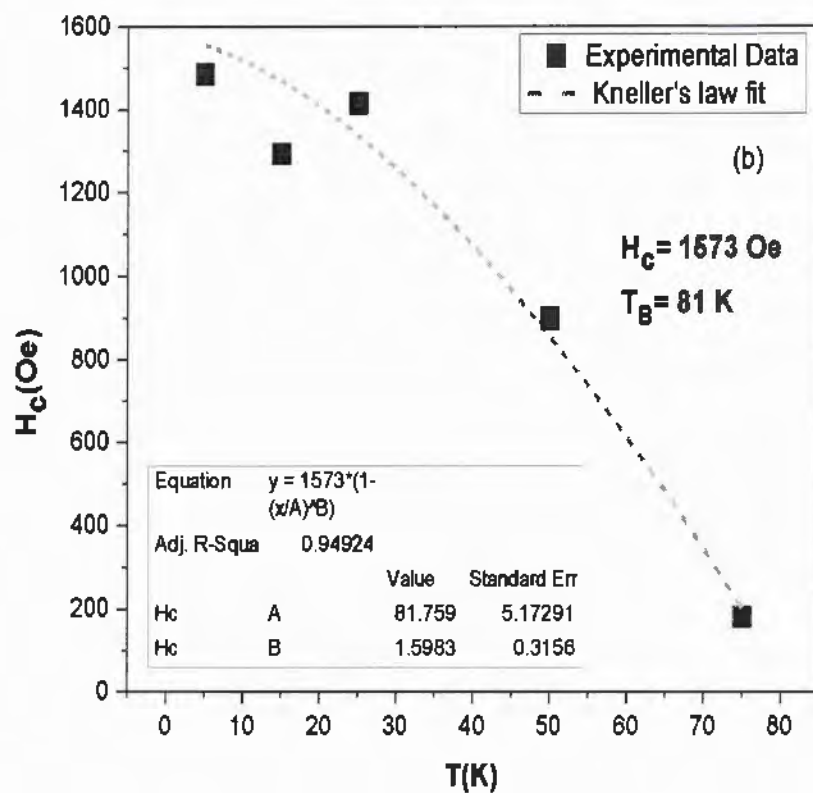 1600
1400
1200
1000
800
600
400
200
0
H_C(Oe)
Experimental Data
Kneller's law fit
(b)
H_C= 1573 Oe
T_B= 81 K
Equation y = 1573*(1-
(x/A)^B)
Adj. R-Squa 0.94924
Value Standard Err
Hc A 81.759 5.17291
Hc B 1.5983 0.3156
0 10 20 30 40 50 60 70 80
T(K)